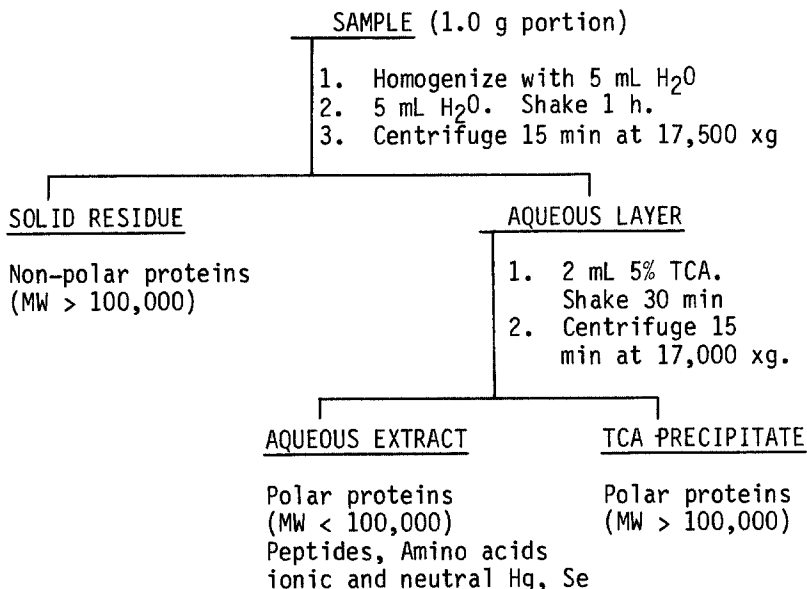 SAMPLE (1.0 g portion)
1. Homogenize with 5 mL H2O
2. 5 mL H2O. Shake 1 h.
3. Centrifuge 15 min at 17,500 xg
SOLID RESIDUE
Non-polar proteins
(MW > 100,000)
AQUEOUS LAYER
1. 2 mL 5% TCA.
Shake 30 min
2. Centrifuge 15
min at 17,000 xg.
AQUEOUS EXTRACT
Polar proteins
(MW < 100,000)
Peptides, Amino acids
ionic and neutral Hg, Se
TCA PRECIPITATE
Polar proteins
(MW > 100,000)